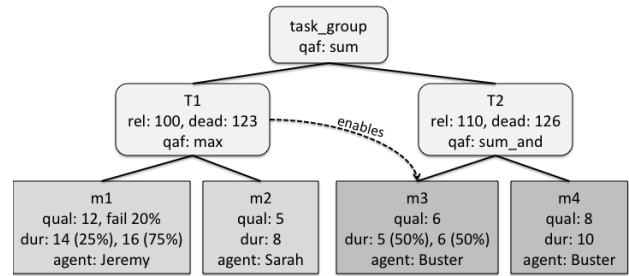 task_group
qaf: sum
T1
rel: 100, dead: 123
qaf: max
enables
T2
rel: 110, dead: 126
qaf: sum_and
m1
qual: 12, fail 20%
dur: 14 (25%), 16 (75%)
agent: Jeremy
m2
qual: 5
dur: 8
agent: Sarah
m3
qual: 6
dur: 5 (50%), 6 (50%)
agent: Buster
m4
qual: 8
dur: 10
agent: Buster